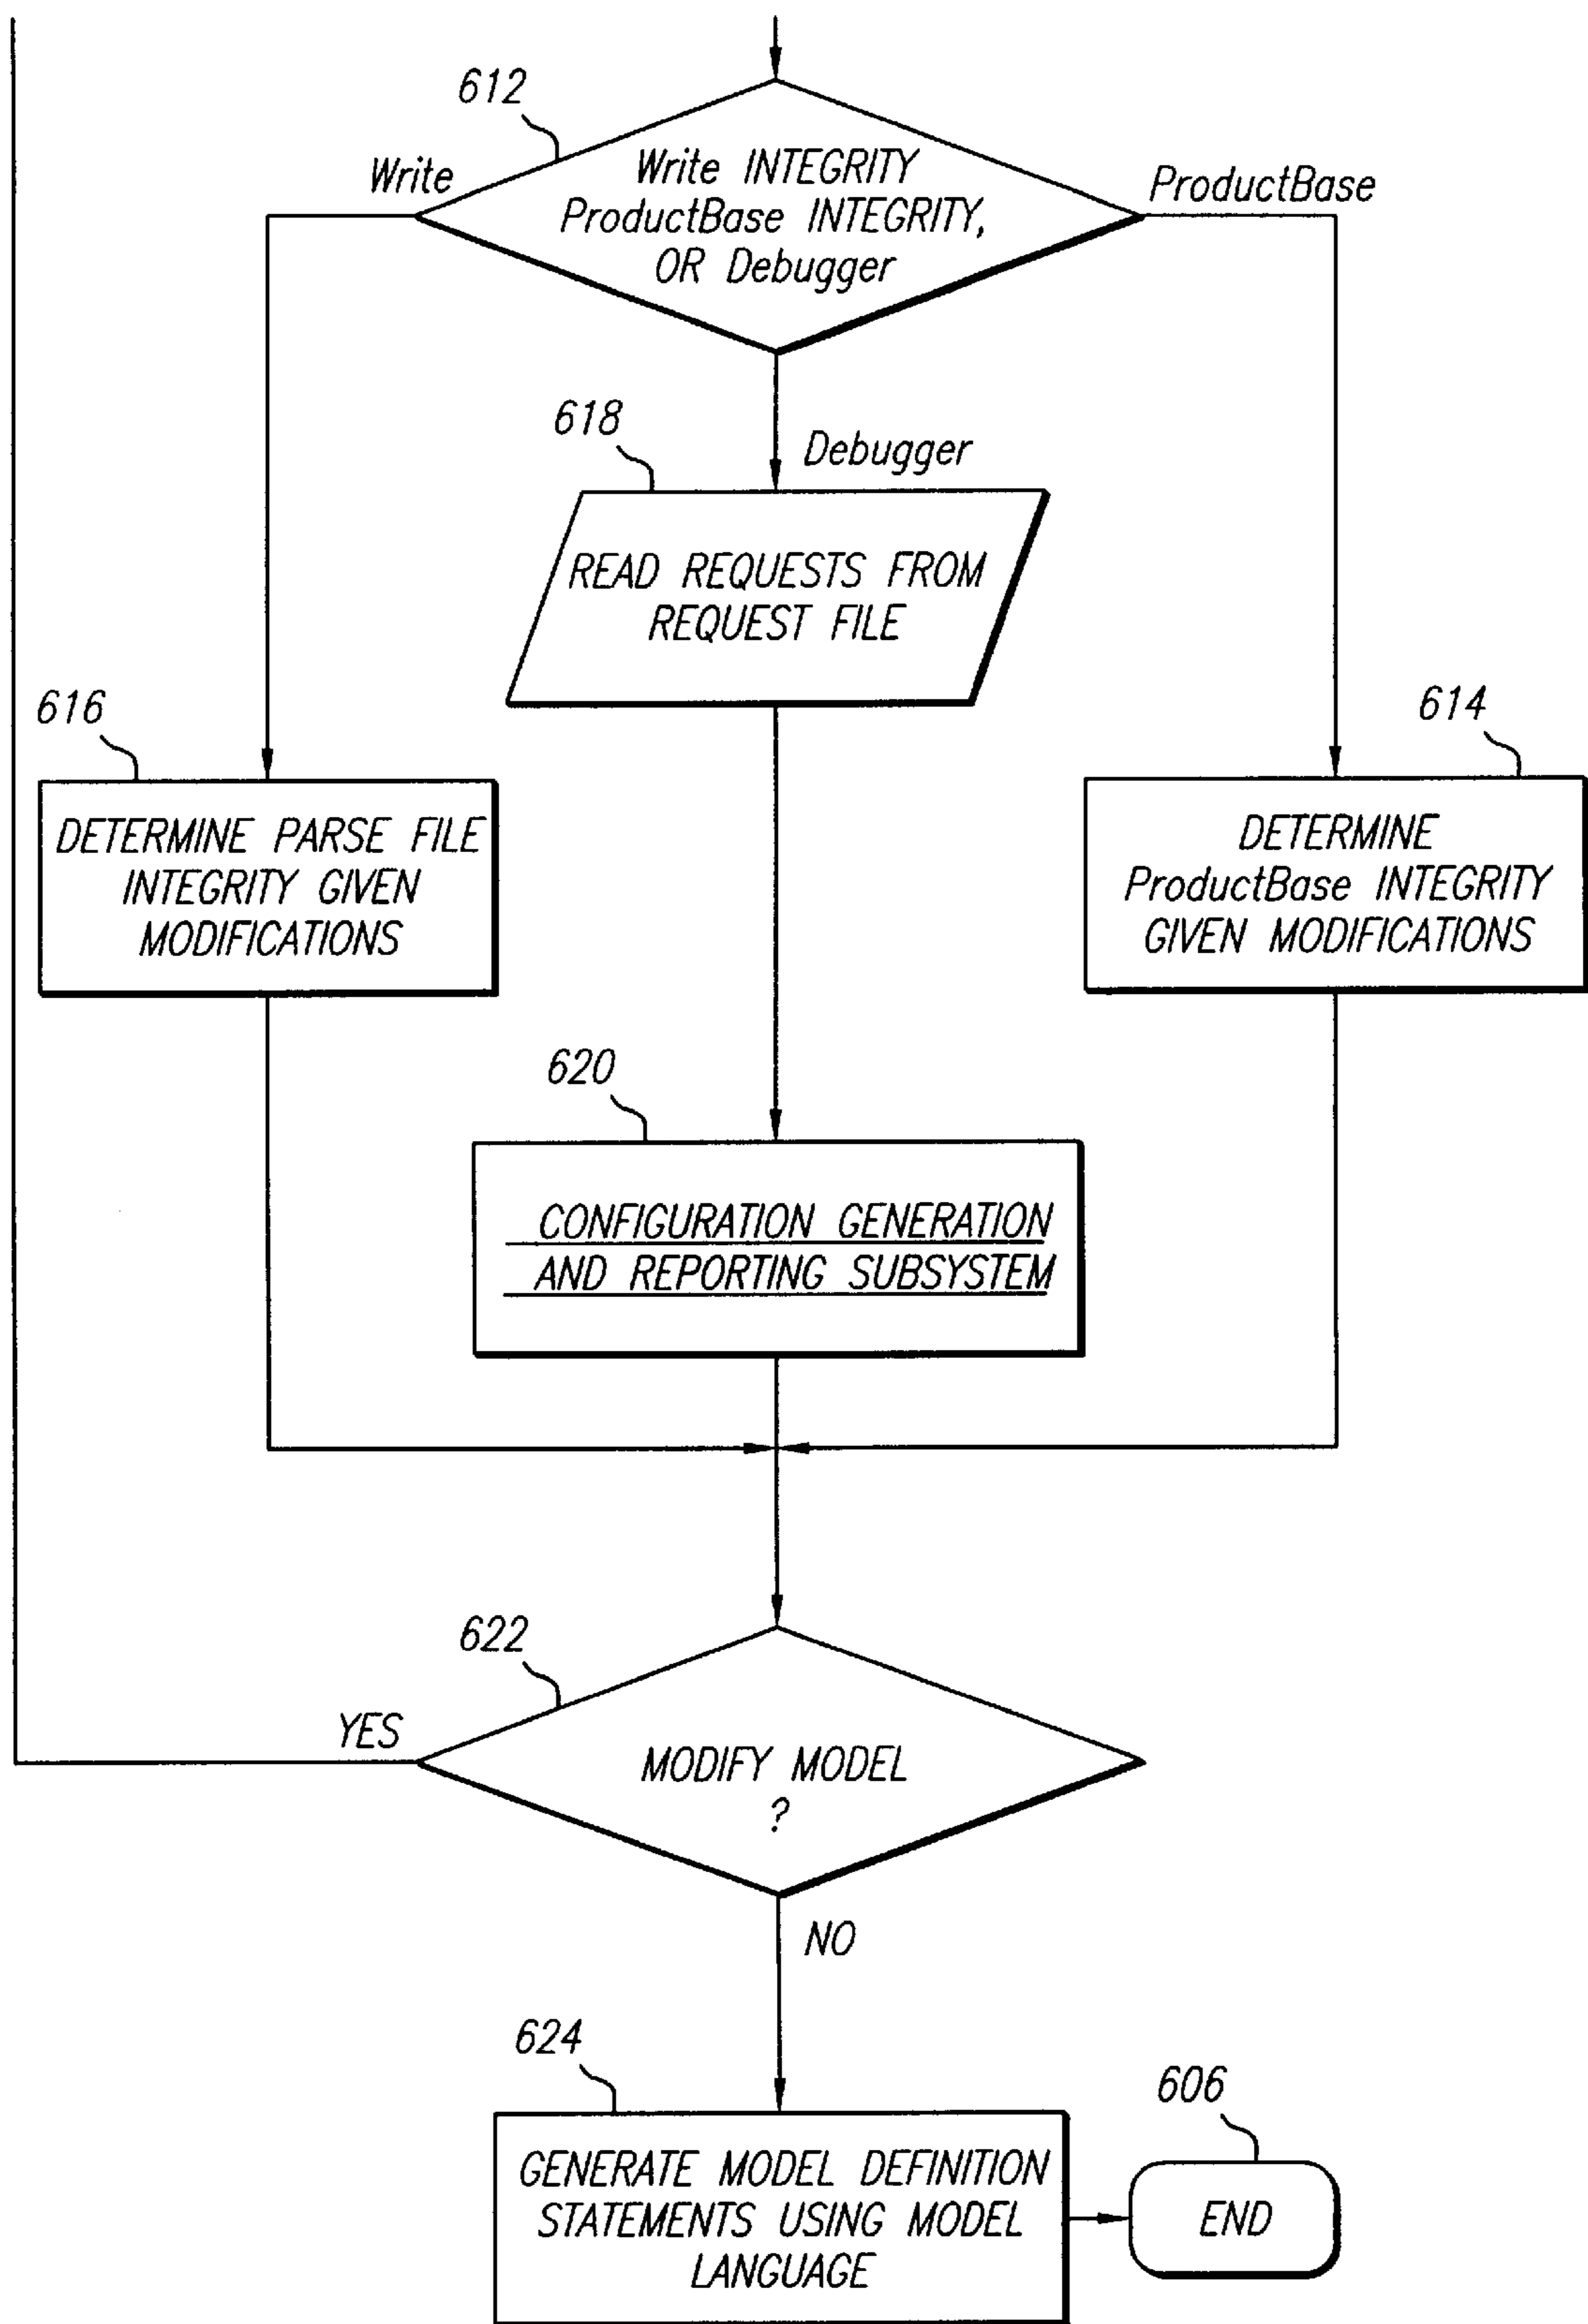 612
Write
Write INTEGRITY
ProductBase INTEGRITY,
OR Debugger
ProductBase
618
Debugger
READ REQUESTS FROM
REQUEST FILE
616
614
DETERMINE PARSE FILE
INTEGRITY GIVEN
MODIFICATIONS
DETERMINE
ProductBase INTEGRITY
GIVEN MODIFICATIONS
620
CONFIGURATION GENERATION
AND REPORTING SUBSYSTEM
622
YES
MODIFY MODEL
?
NO
624
606
GENERATE MODEL DEFINITION
STATEMENTS USING MODEL
LANGUAGE
END